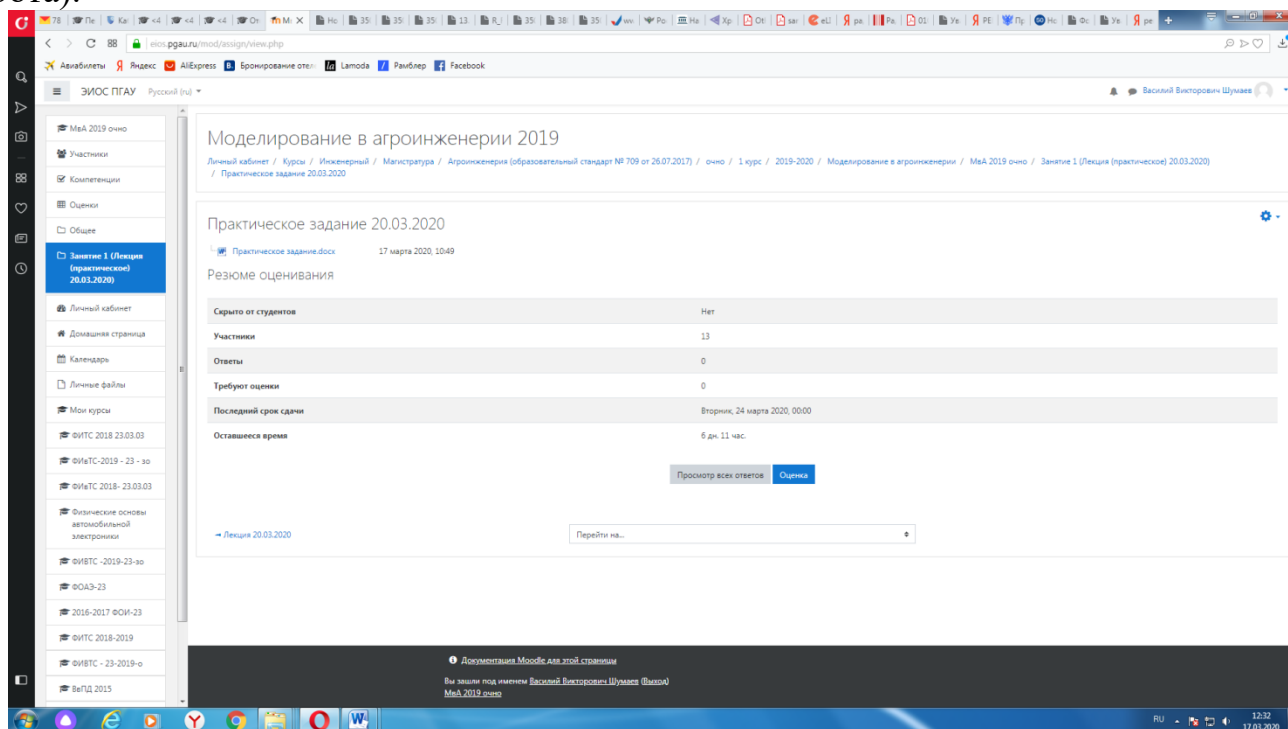 eios.pgau.ru/mod/assign/view.php
Авиабилеты Яндекс AliExpress Lamoda Рамблер Facebook
ЭИОС ПГАУ Русский (ru)
Василий Викторович Шумаев
МвА 2019 очно
Участники
Компетенции
Оценки
Общее
Занятие 1 (Лекция
(практическое)
20.03.2020)
Личный кабинет
Домашняя страница
Календарь
Личные файлы
Мои курсы
ФИТС 2018 23.03.03
ФИвТС-2019 - 23 - зо
ФИвТС 2018- 23.03.03
Физические основы
автомобильной
электроники
ФИВТС -2019-23-зо
ФОАЭ-23
2016-2017 ФОИ-23
ФИТС 2018-2019
ФИВТС - 23-2019-о
ВвПД 2015
Моделирование в агроинженерии 2019
Личный кабинет / Курсы / Инженерный / Магистратура / Агроинженерия (образовательный стандарт № 709 от 26.07.2017) / очно / 1 курс / 2019-2020 / Моделирование в агроинженерии / МвА 2019 очно / Занятие 1 (Лекция (практическое) 20.03.2020)
/ Практическое задание 20.03.2020
Практическое задание 20.03.2020
Практическое задание.docx 17 марта 2020, 10:49
Резюме оценивания
Скрыто от студентов Нет
Участники 13
Ответы 0
Требуют оценки 0
Последний срок сдачи Вторник, 24 марта 2020, 00:00
Оставшееся время 6 дн. 11 час.
Просмотр всех ответов Оценка
→ Лекция 20.03.2020 Перейти на...
Документация Moodle для этой страницы
Вы зашли под именем Василий Викторович Шумаев (Выход)
МвА 2019 очно
RU 12:32
17.03.2020